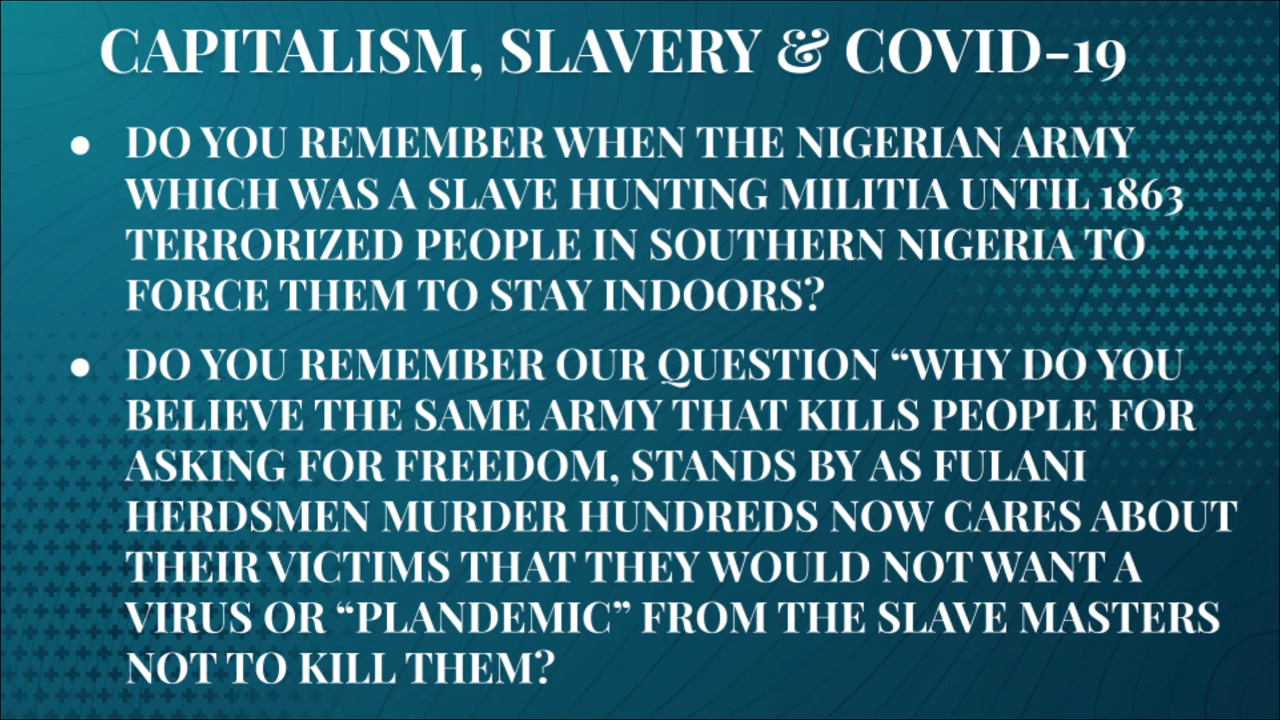 CAPITALISM, SLAVERY & COVID-19
● DO YOU REMEMBER WHEN THE NIGERIAN ARMY
WHICH WAS A SLAVE HUNTING MILITIA UNTIL 1863
TERRORIZED PEOPLE IN SOUTHERN NIGERIA TO
FORCE THEM TO STAY INDOORS?
● DO YOU REMEMBER OUR QUESTION “WHY DO YOU
BELIEVE THE SAME ARMY THAT KILLS PEOPLE FOR
ASKING FOR FREEDOM, STANDS BY AS FULANI
HERDSMEN MURDER HUNDREDS NOW CARES ABOUT
THEIR VICTIMS THAT THEY WOULD NOT WANT A
VIRUS OR “PLANDEMIC” FROM THE SLAVE MASTERS
NOT TO KILL THEM?